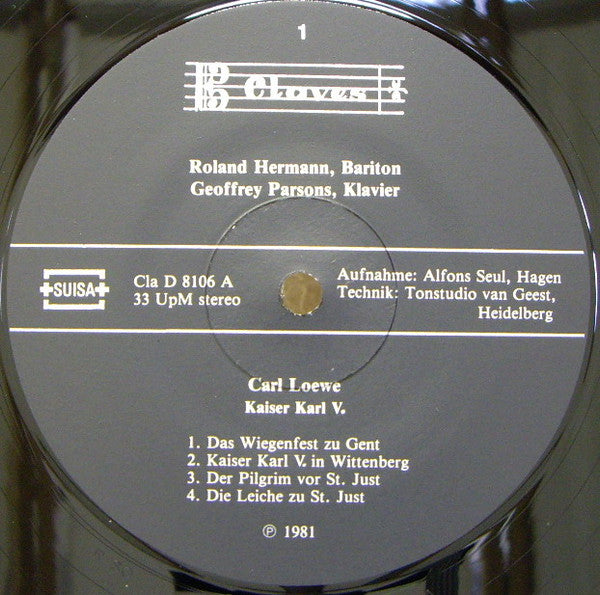 1
Claves
Roland Hermann, Bariton
Geoffrey Parsons, Klavier
SUISA
Cla D 8106 A
33 UpM stereo
Aufnahme: Alfons Seul, Hagen
Technik: Tonstudio van Geest,
Heidelberg
Carl Loewe
Kaiser Karl V.
1. Das Wiegenfest zu Gent
2. Kaiser Karl V. in Wittenberg
3. Der Pilgrim vor St. Just
4. Die Leiche zu St. Just
℗ 1981